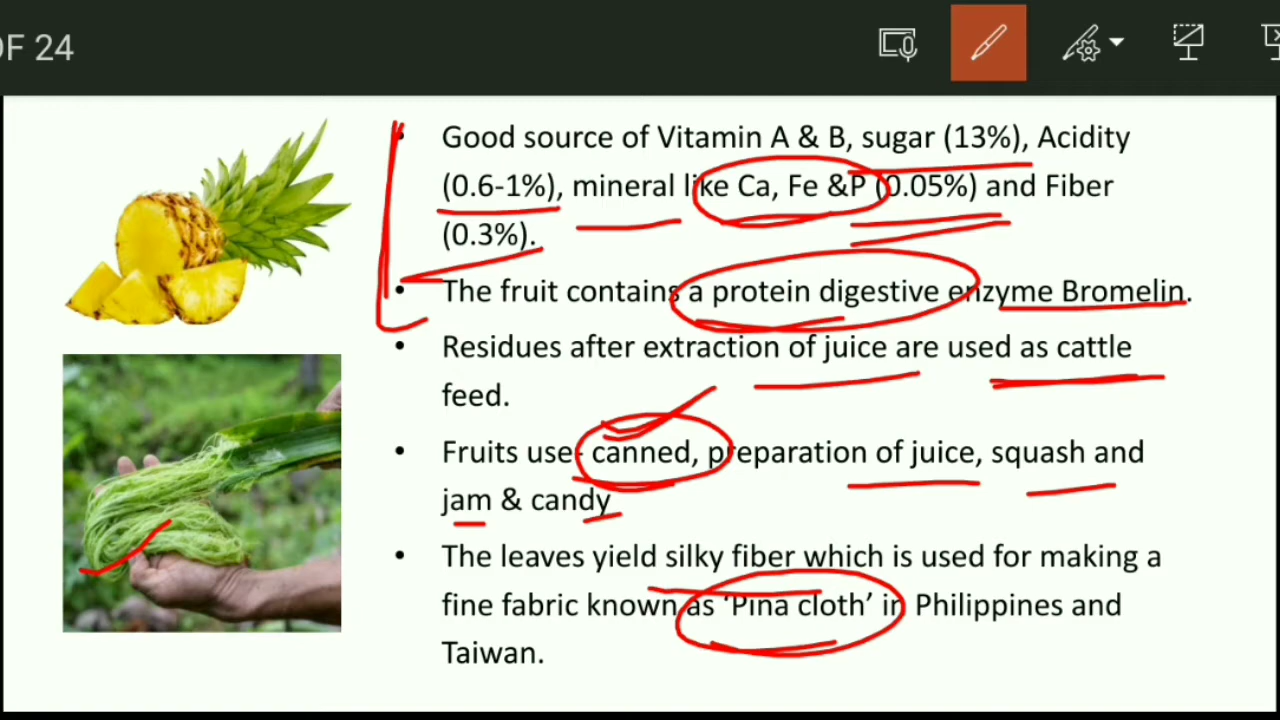 OF 24
• Good source of Vitamin A & B, sugar (13%), Acidity
(0.6-1%), mineral like Ca, Fe &P (0.05%) and Fiber
(0.3%).
• The fruit contains a protein digestive enzyme Bromelin.
• Residues after extraction of juice are used as cattle
feed.
• Fruits use- canned, preparation of juice, squash and
jam & candy
• The leaves yield silky fiber which is used for making a
fine fabric known as ‘Pina cloth’ in Philippines and
Taiwan.